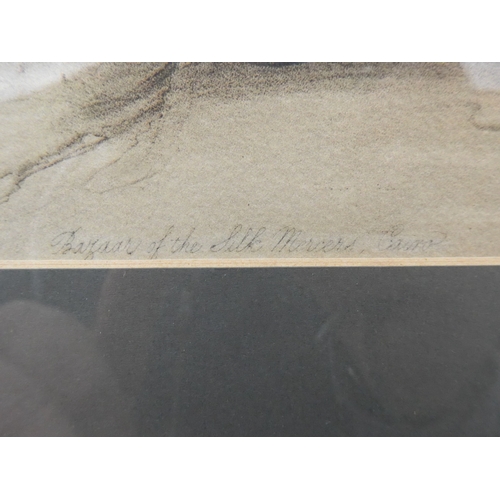 Bazaar of the Silk Mercers, Cairo